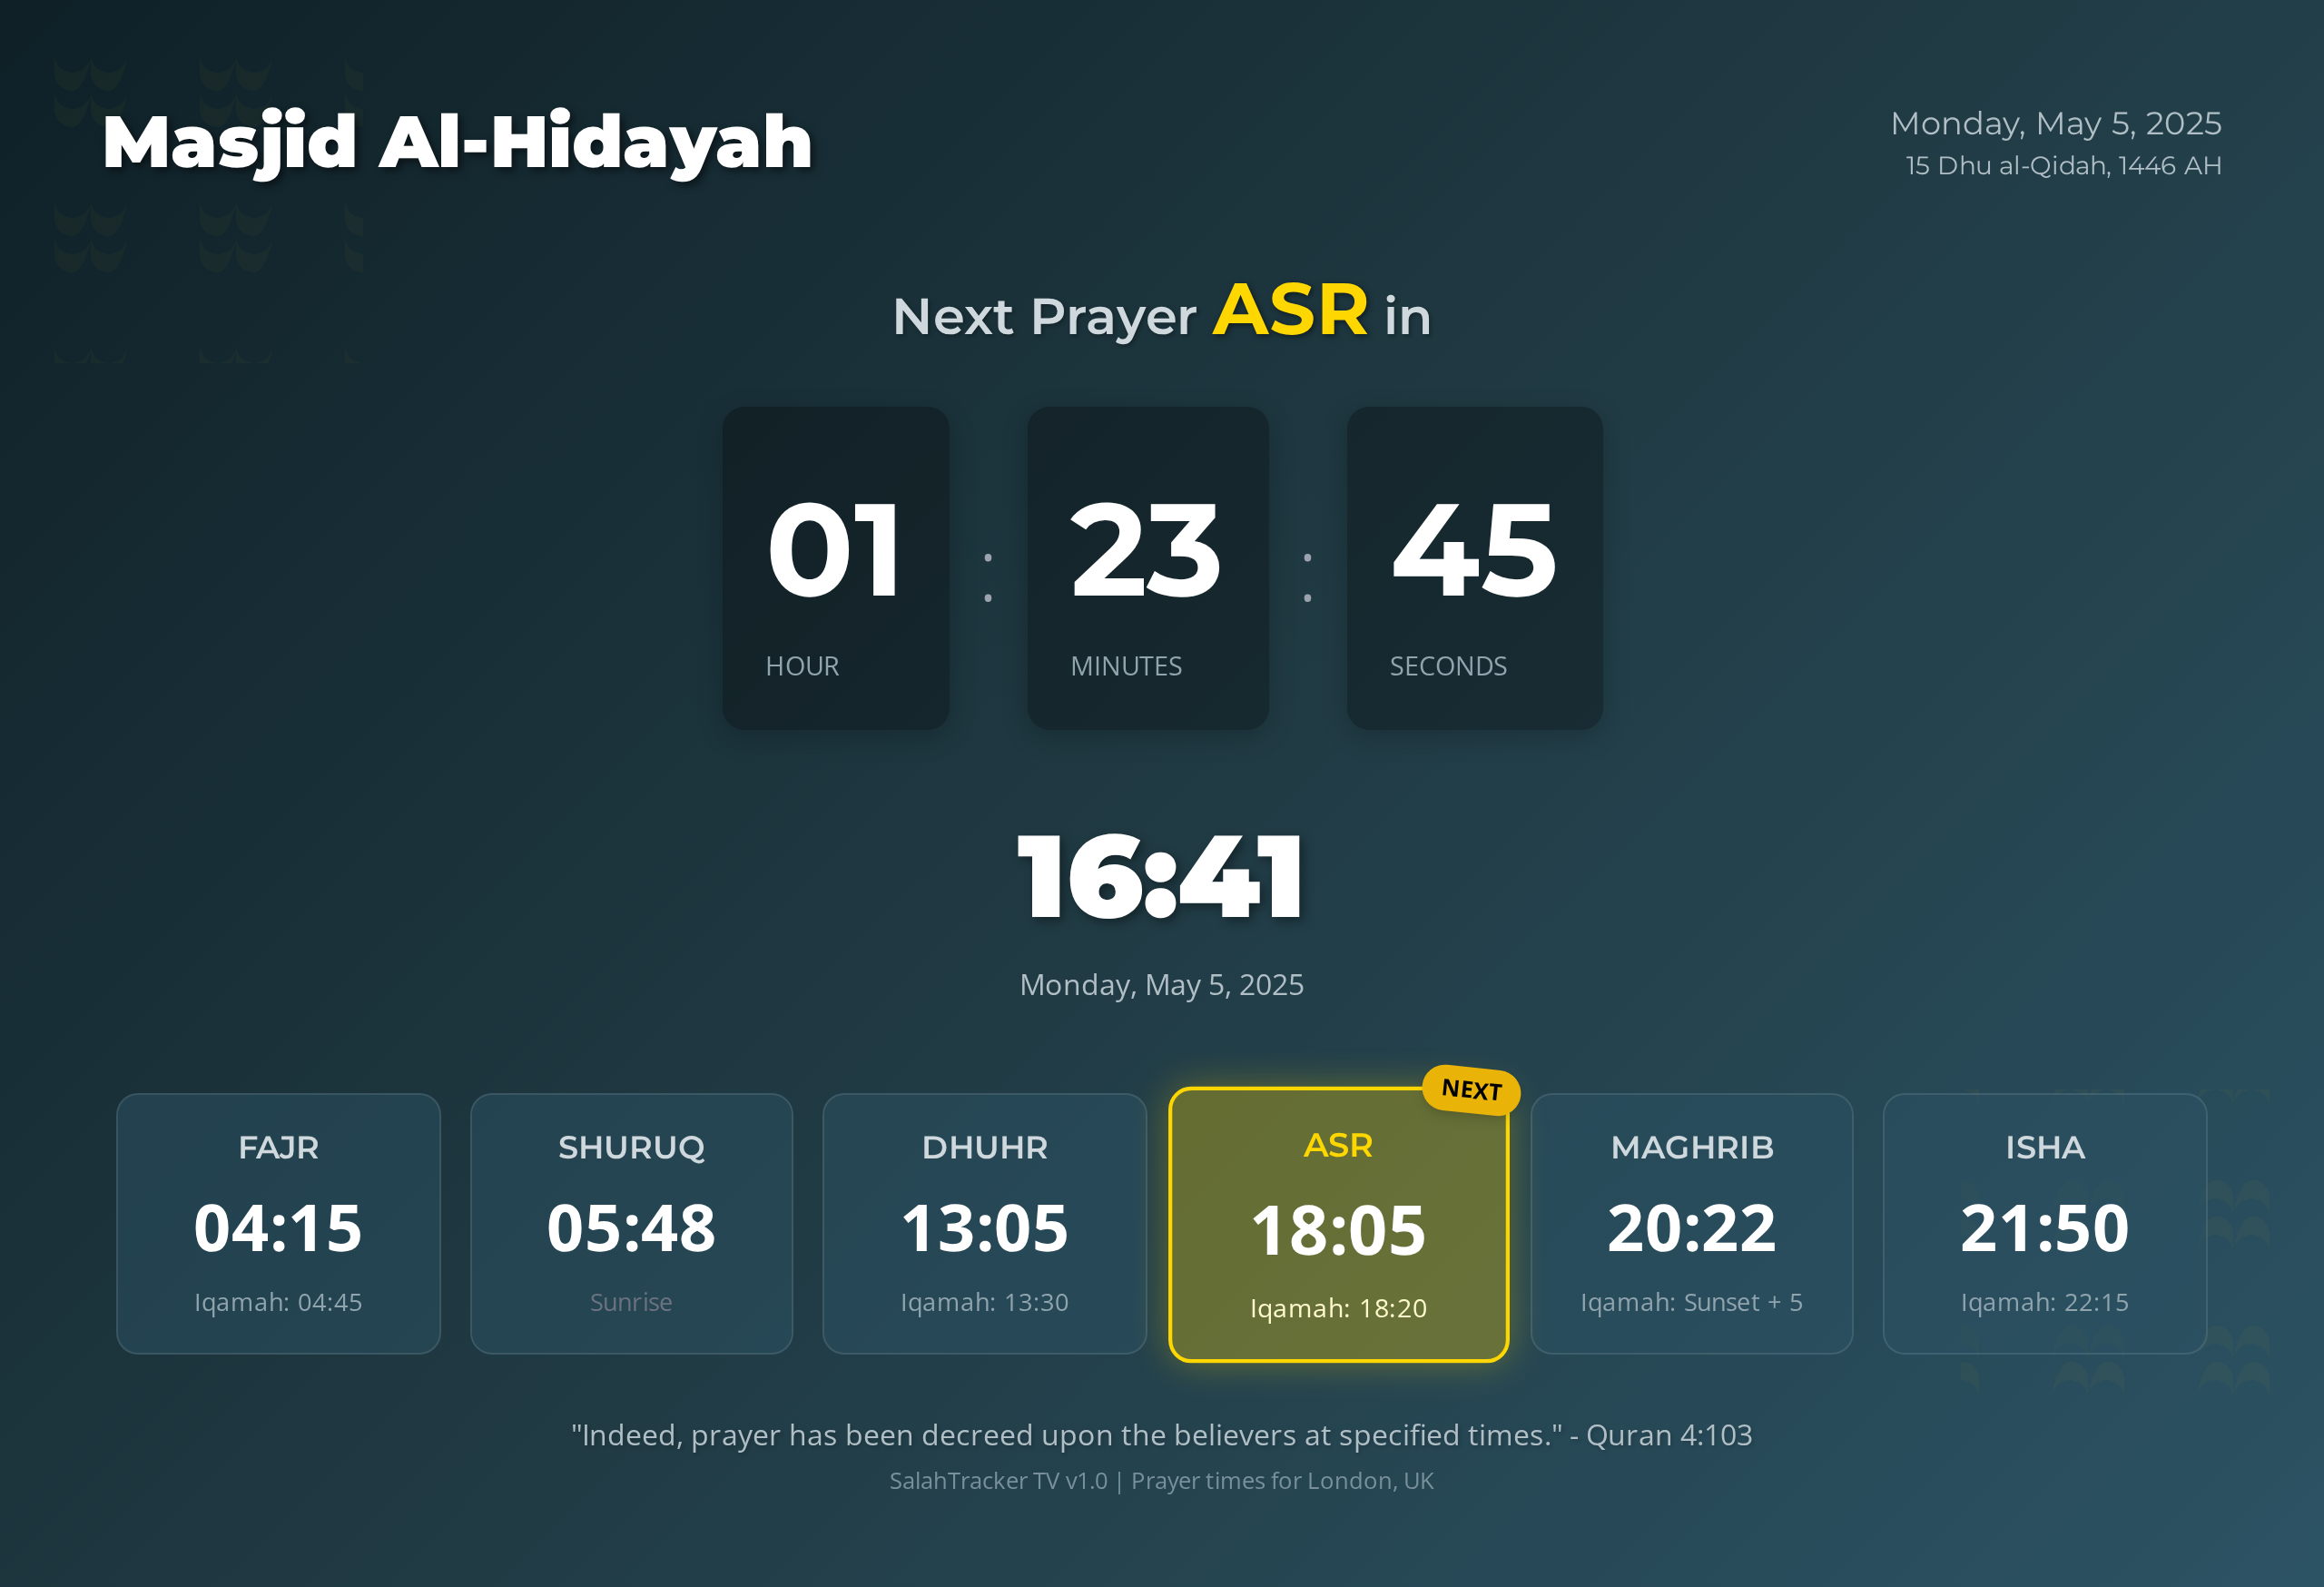 Masjid Al-Hidayah
Monday, May 5, 2025
15 Dhu al-Qidah, 1446 AH
Next Prayer ASR in
01 : 23 : 45
HOUR MINUTES SECONDS
16:41
Monday, May 5, 2025
FAJR
04:15
Iqamah: 04:45
SHURUQ
05:48
Sunrise
DHUHR
13:05
Iqamah: 13:30
NEXT
ASR
18:05
Iqamah: 18:20
MAGHRIB
20:22
Iqamah: Sunset + 5
ISHA
21:50
Iqamah: 22:15
"Indeed, prayer has been decreed upon the believers at specified times." - Quran 4:103
SalahTracker TV v1.0 | Prayer times for London, UK